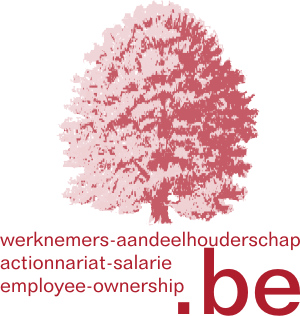 werknemers-aandeelhouderschap
actionnariat-salarie
employee-ownership
.be